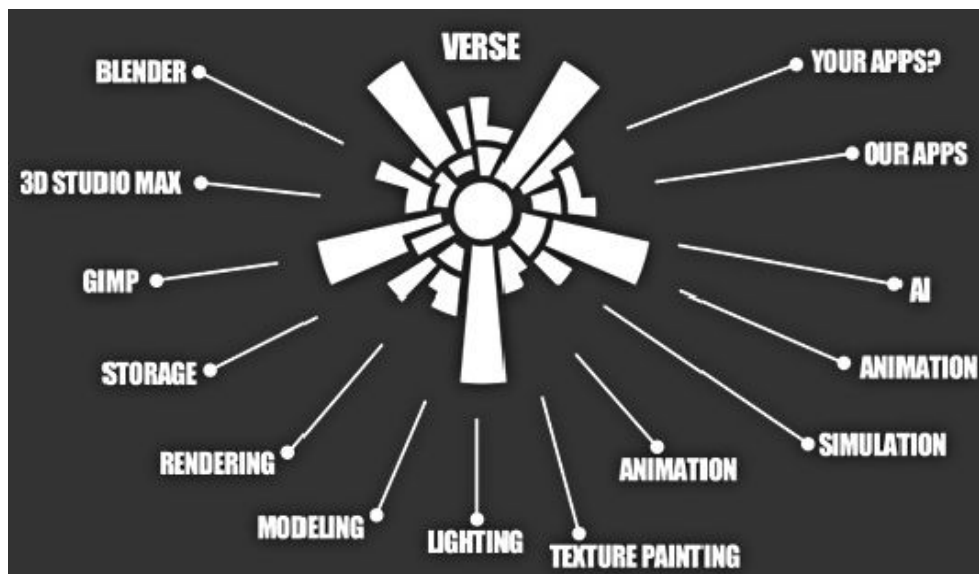 VERSE
BLENDER
YOUR APPS?
3D STUDIO MAX
OUR APPS
GIMP
AI
STORAGE
ANIMATION
RENDERING
SIMULATION
MODELING
ANIMATION
LIGHTING
TEXTURE PAINTING